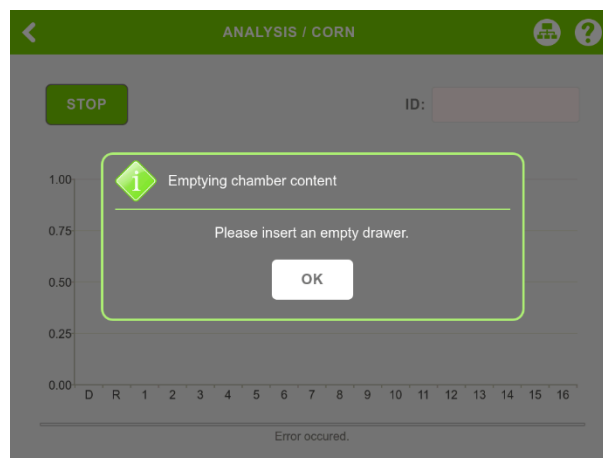 ANALYSIS / CORN
?
STOP
ID:
i
Emptying chamber content
Please insert an empty drawer.
OK
1.00
0.75
0.50
0.25
0.00
D R 1 2 3 4 5 6 7 8 9 10 11 12 13 14 15 16
Error occured.